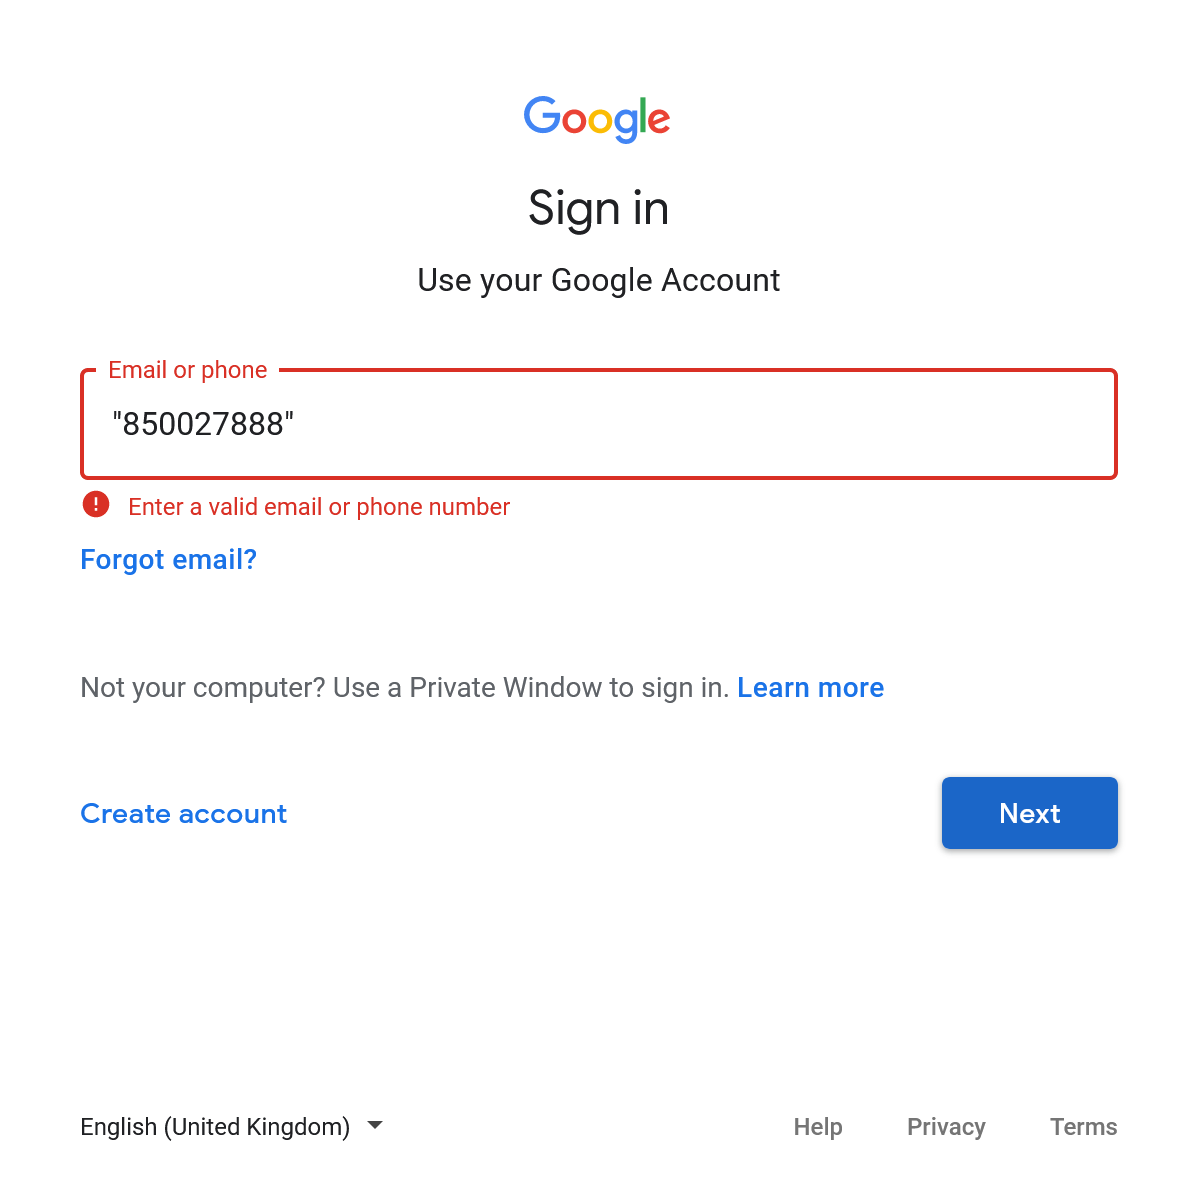 Google
Sign in
Use your Google Account
Email or phone
"850027888"
Enter a valid email or phone number
Forgot email?
Not your computer? Use a Private Window to sign in. Learn more
Create account
Next
English (United Kingdom)
Help
Privacy
Terms